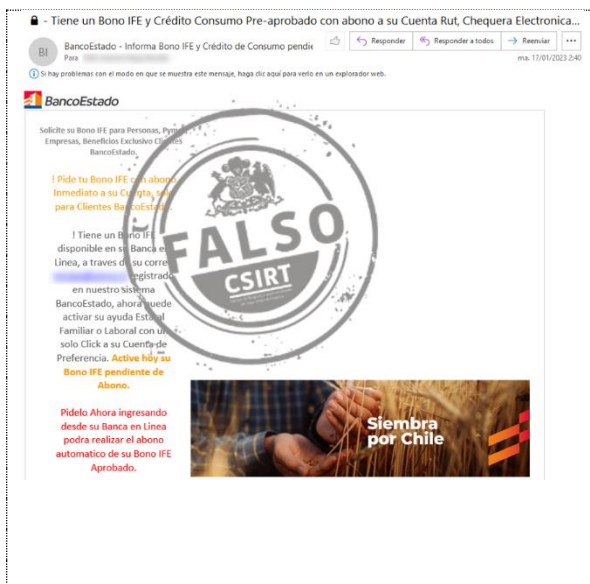 - Tiene un Bono IFE y Crédito Consumo Pre-aprobado con abono a su Cuenta Rut, Chequera Electronica...
BI
BancoEstado - Informa Bono IFE y Crédito de Consumo pendie
Para
Responder
Responder a todos
Reenviar
ma. 17/01/2023 2:40
Si hay problemas con el modo en que se muestra este mensaje, haga clic aquí para verlo en un explorador web.
BancoEstado
Solicite su Bono IFE para Personas, Pymes,
Empresas, Beneficios Exclusivo Clientes
BancoEstado.
! Pide tu Bono IFE con abono
Inmediato a su Cuenta, solo
para Clientes BancoEstado.
! Tiene un Bono IFE
disponible en su Banca en
Linea, a traves de su correo
registrado
en nuestro sistema
BancoEstado, ahora puede
activar su ayuda Estatal
Familiar o Laboral con un
solo Click a su Cuenta de
Preferencia. Active hoy su
Bono IFE pendiente de
Abono.
Pidelo Ahora ingresando
desde su Banca en Linea
podra realizar el abono
automatico de su Bono IFE
Aprobado.
FALSO
CSIRT
Siembra
por Chile